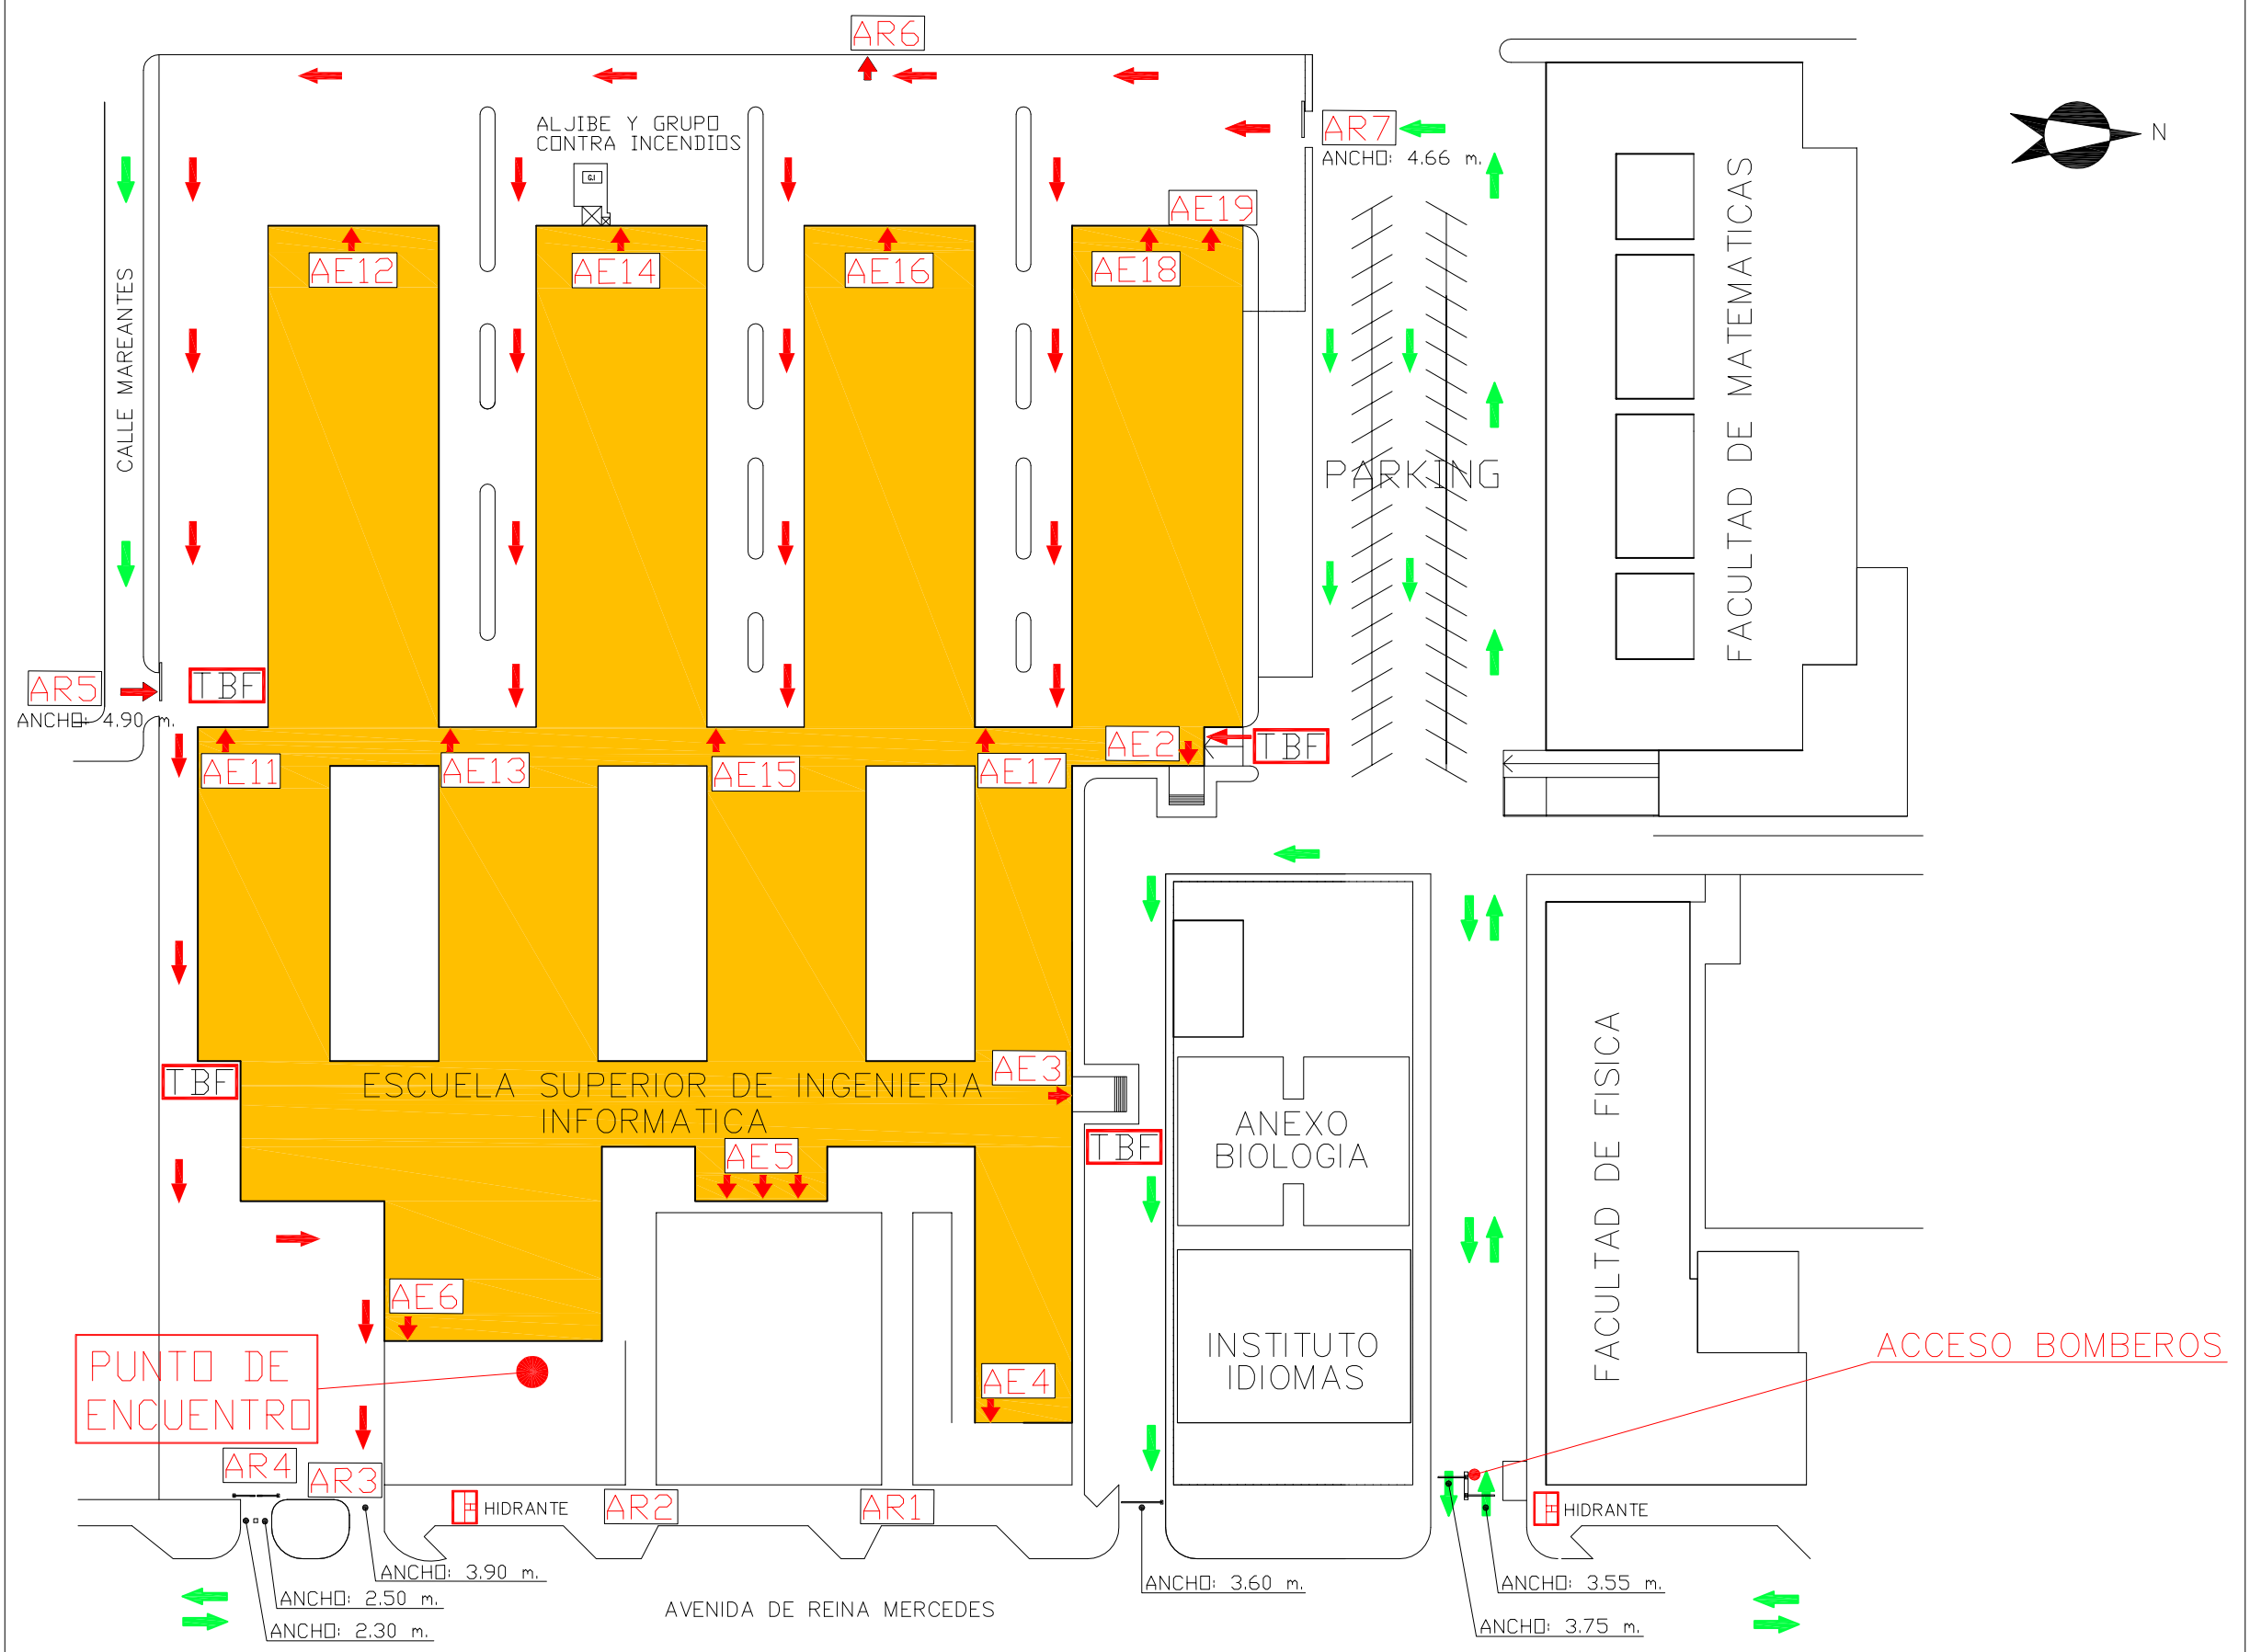 AR6
ALJIBE Y GRUPO
CONTRA INCENDIOS
G.I
AR7
ANCHO: 4.66 m.
N
AE19
AE12
AE14
AE16
AE18
CALLE MAREANTES
FACULTAD DE MATEMATICAS
PARKING
AR5
ANCHO: 4.90 m.
TBF
AE2
TBF
AE11
AE13
AE15
AE17
TBF
ESCUELA SUPERIOR DE INGENIERIA
INFORMATICA
AE3
TBF
ANEXO
BIOLOGIA
AE5
FACULTAD DE FISICA
AE6
INSTITUTO
IDIOMAS
ACCESO BOMBEROS
PUNTO DE
ENCUENTRO
AE4
AR4
AR3
HIDRANTE
AR2
AR1
HIDRANTE
ANCHO: 3.90 m.
ANCHO: 2.50 m.
ANCHO: 2.30 m.
AVENIDA DE REINA MERCEDES
ANCHO: 3.60 m.
ANCHO: 3.55 m.
ANCHO: 3.75 m.